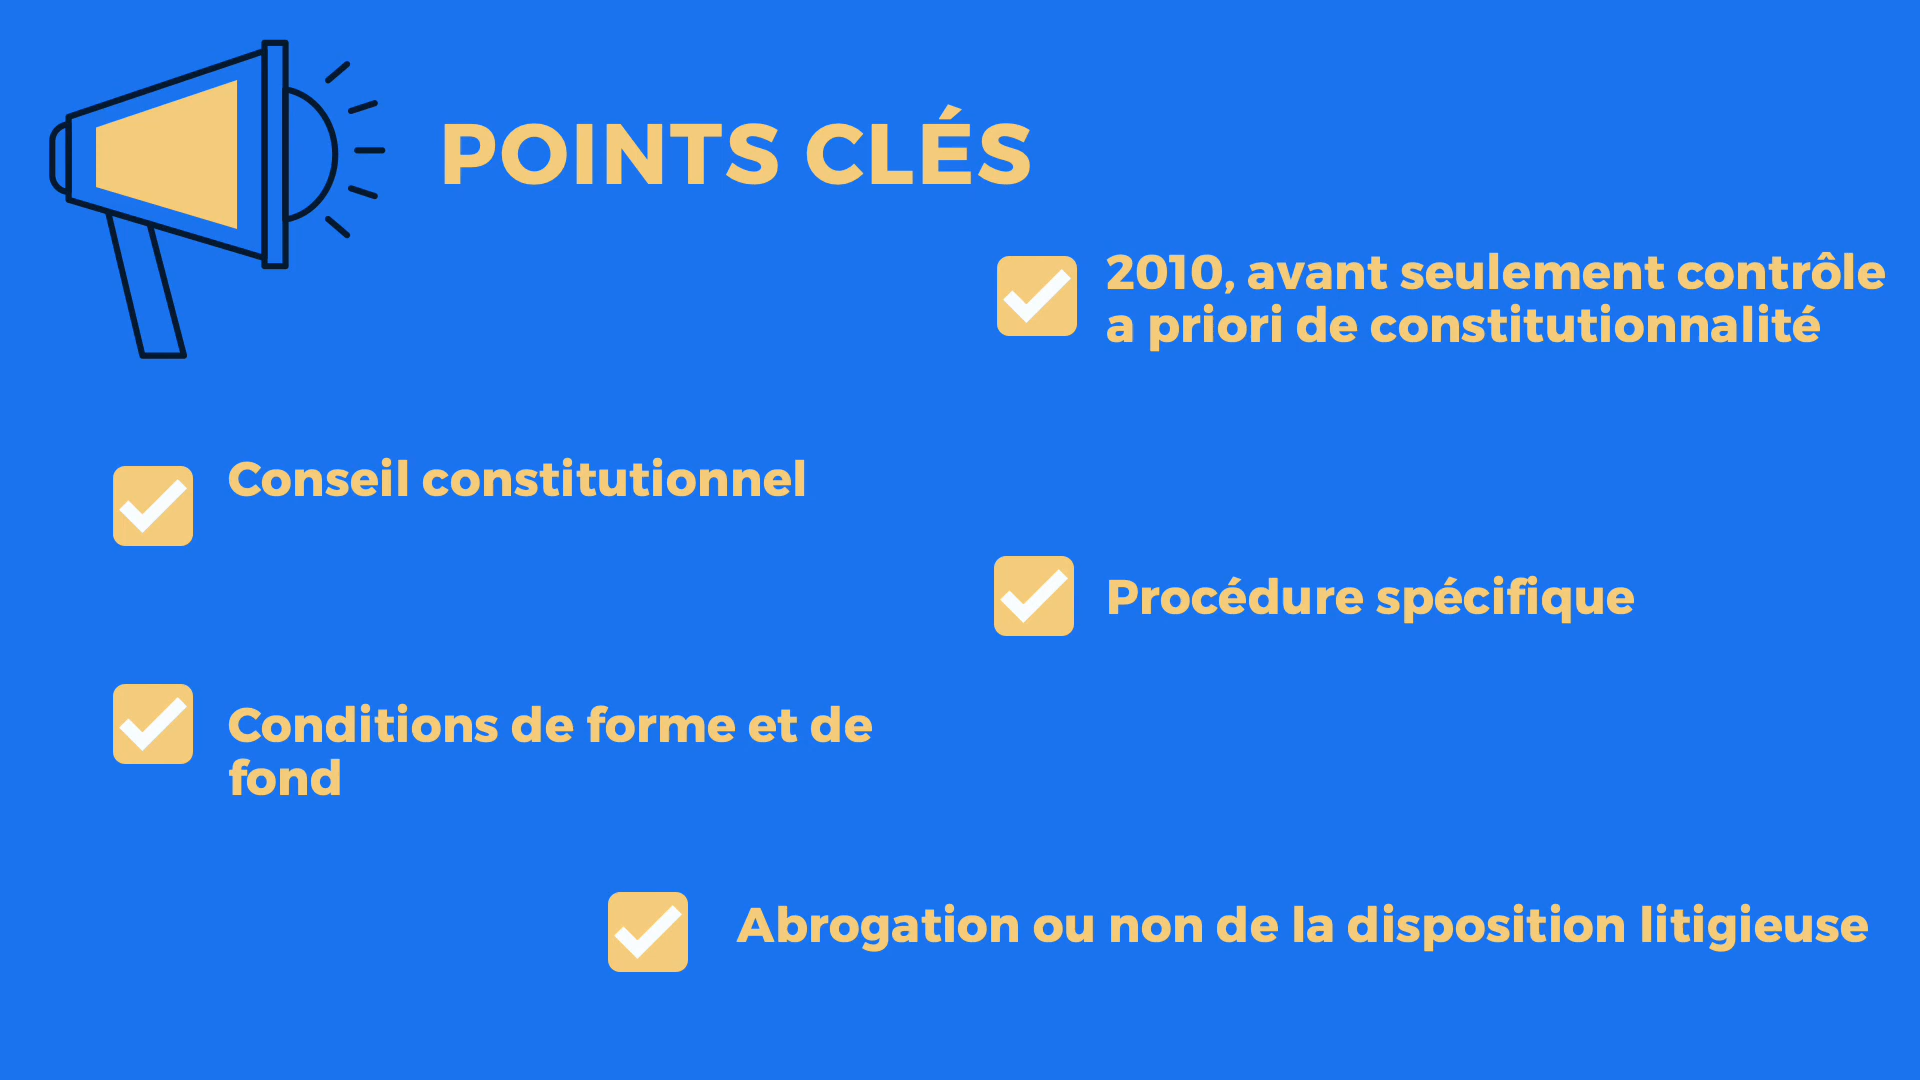 POINTS CLÉS
2010, avant seulement contrôle
a priori de constitutionnalité
Conseil constitutionnel
Procédure spécifique
Conditions de forme et de
fond
Abrogation ou non de la disposition litigieuse